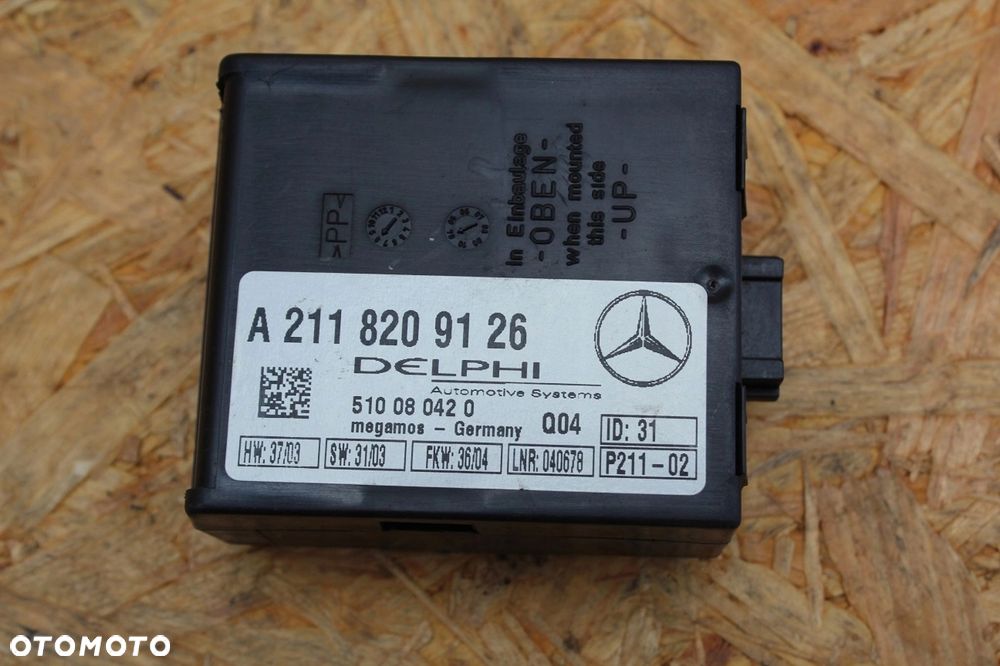 in Einbaulage
-OBEN-
when mounted
this side
-UP-
>PP<
A 211 820 91 26
DELPHI
Automotive Systems
510 08 042 0
megamos - Germany
Q04
ID: 31
HW: 37/03
SW: 31/03
FKW: 36/04
LNR: 040678
P211-02
OTOMOTO